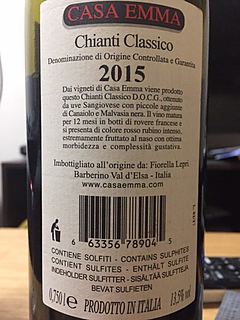 CASA EMMA
Chianti Classico
Denominazione di Origine Controllata e Garantita
2015
Dai vigneti di Casa Emma viene prodotto
questo Chianti Classico D.O.C.G., ottenuto
da uve Sangiovese con piccole aggiunte
di Canaiolo e Malvasia nera. Il vino matura
per 12 mesi in botti di rovere francese e
si presenta di colore rosso rubino intenso,
estremamente fruttato al naso con ottima
morbidezza e complessità gustativa.
Imbottigliato all'origine da: Fiorella Lepri
Barberino Val d'Elsa - Italia
www.casaemma.com
6 63356 78904 5
CONTIENE SOLFITI - CONTAINS SULPHITES
CONTIENT SULFITES - ENTHÄLT SULFITE
INDEHOLDER SULFITTER - SISÄLTÄÄ SULFIITTEJA
BEVAT SULFIETEN
0,750 l e PRODOTTO IN ITALIA 13,5% vol